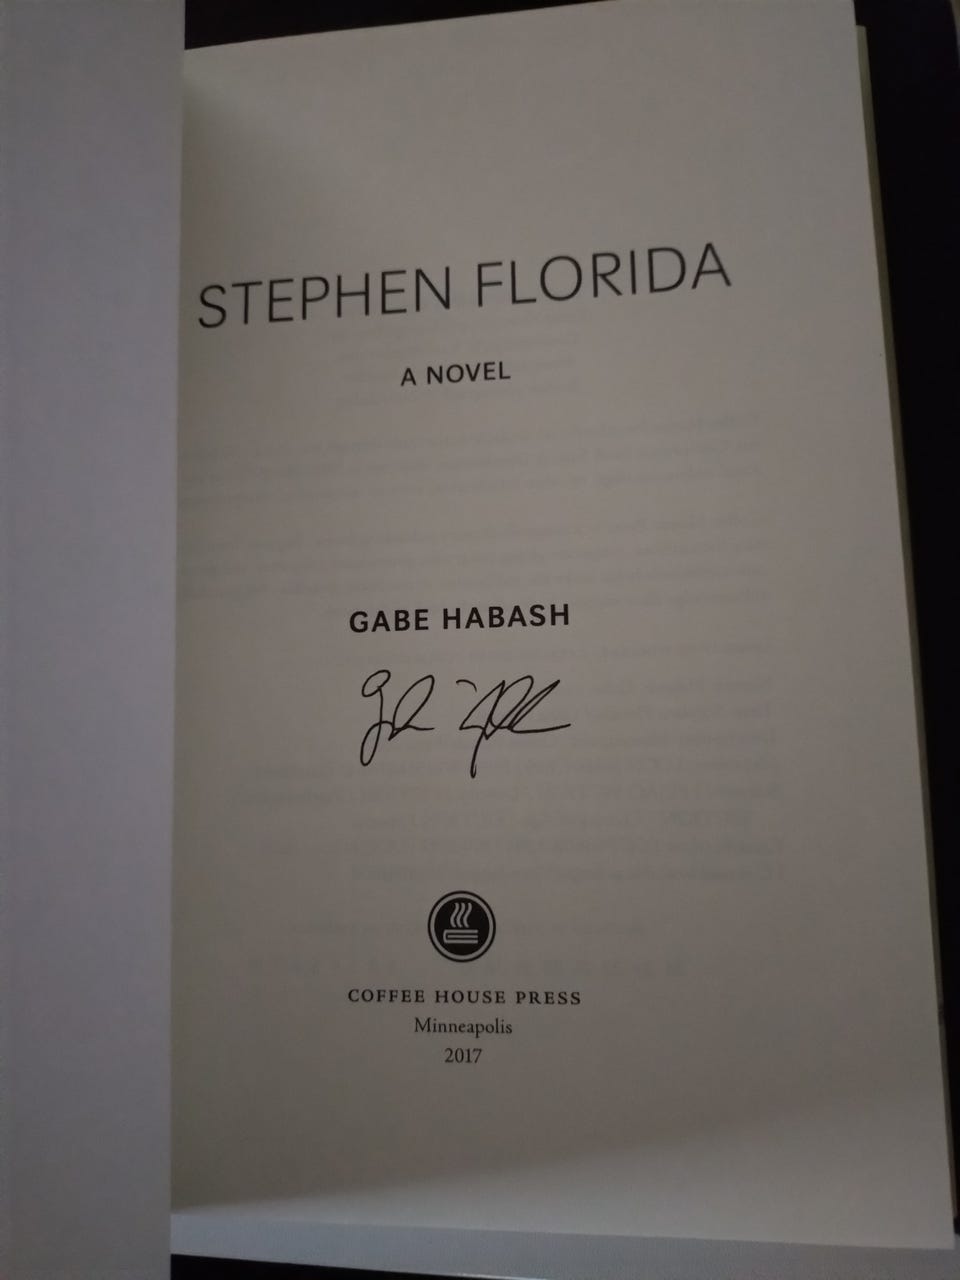 STEPHEN FLORIDA
A NOVEL
GABE HABASH
COFFEE HOUSE PRESS
Minneapolis
2017